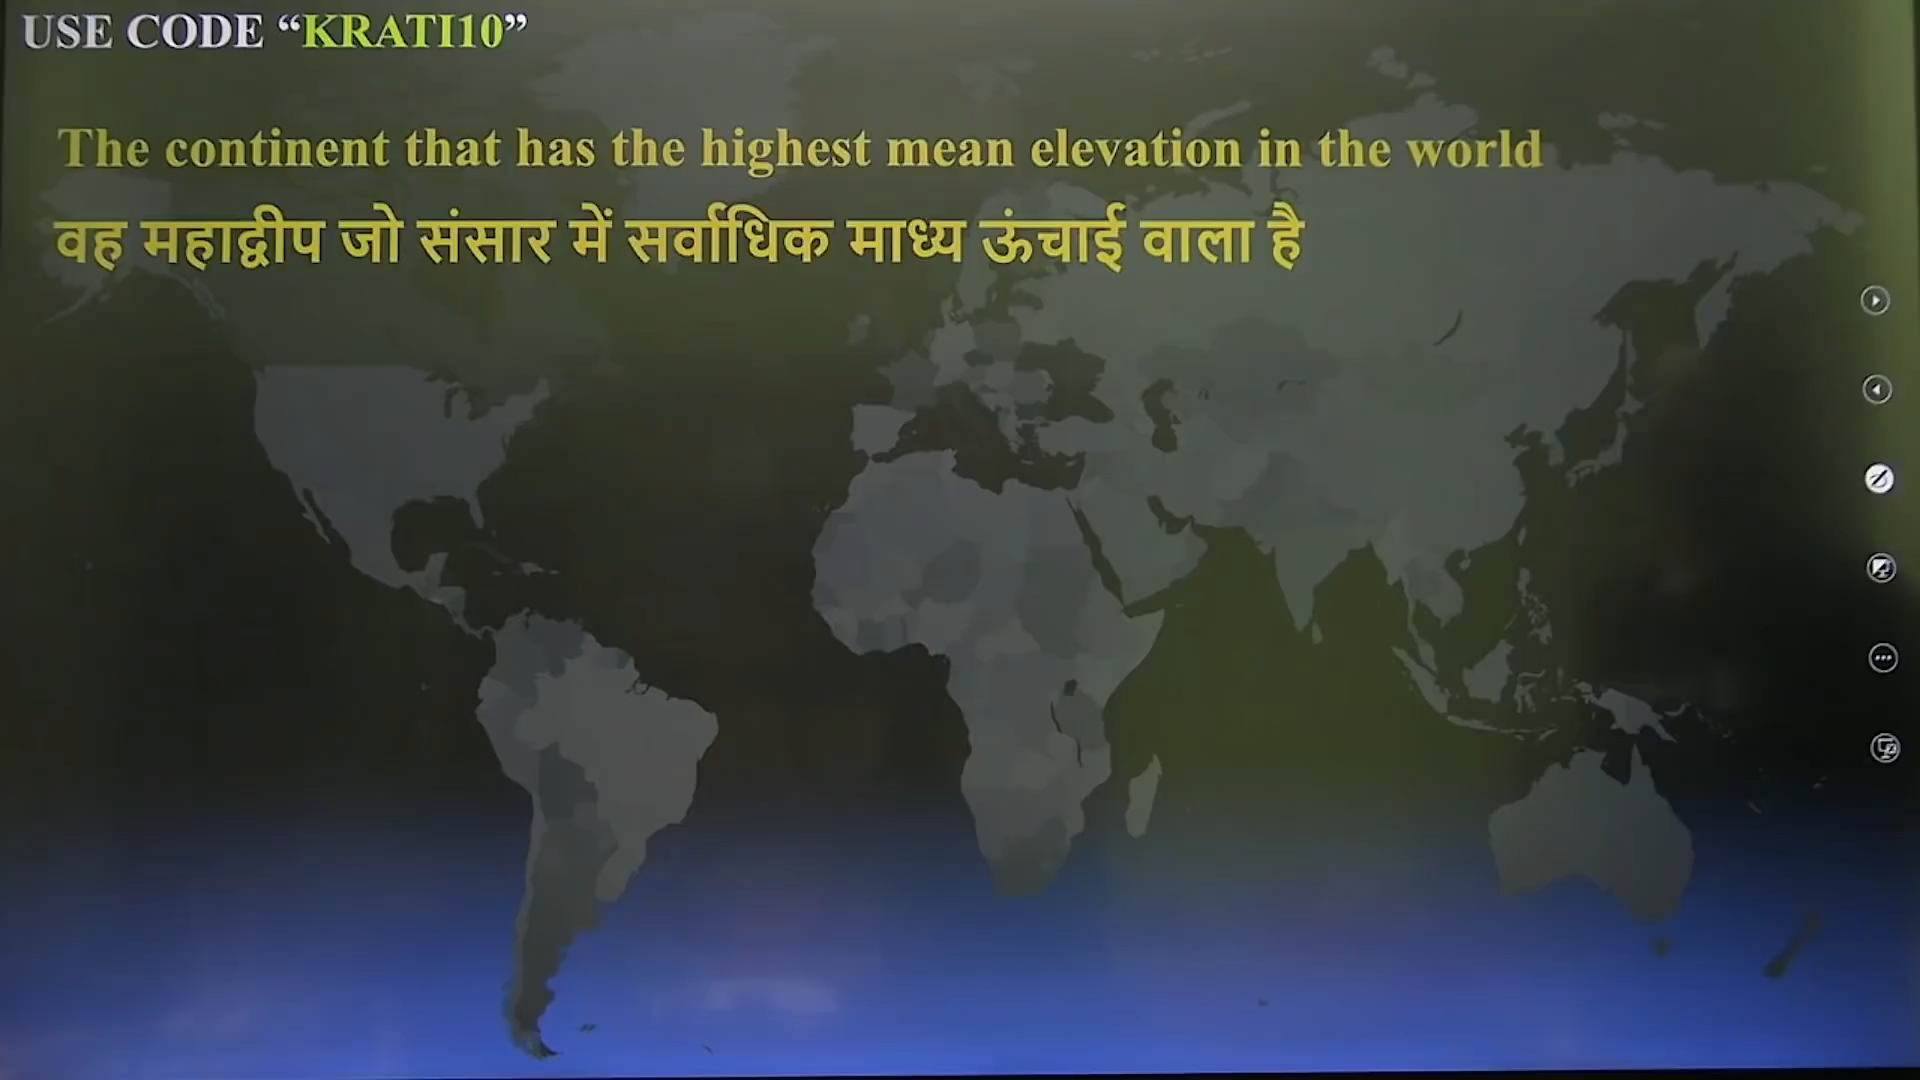 USE CODE “KRATI10”
The continent that has the highest mean elevation in the world
वह महाद्वीप जो संसार में सर्वाधिक माध्य ऊंचाई वाला है